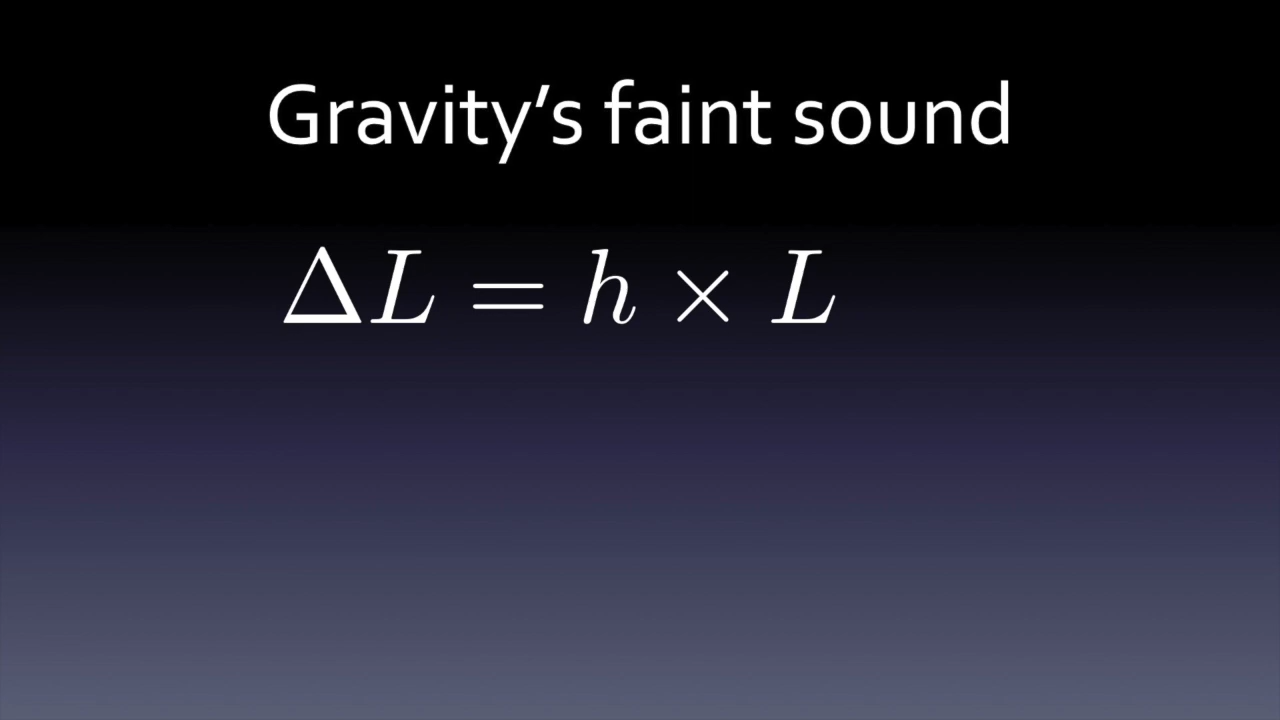 Gravity’s faint sound
ΔL = h × L